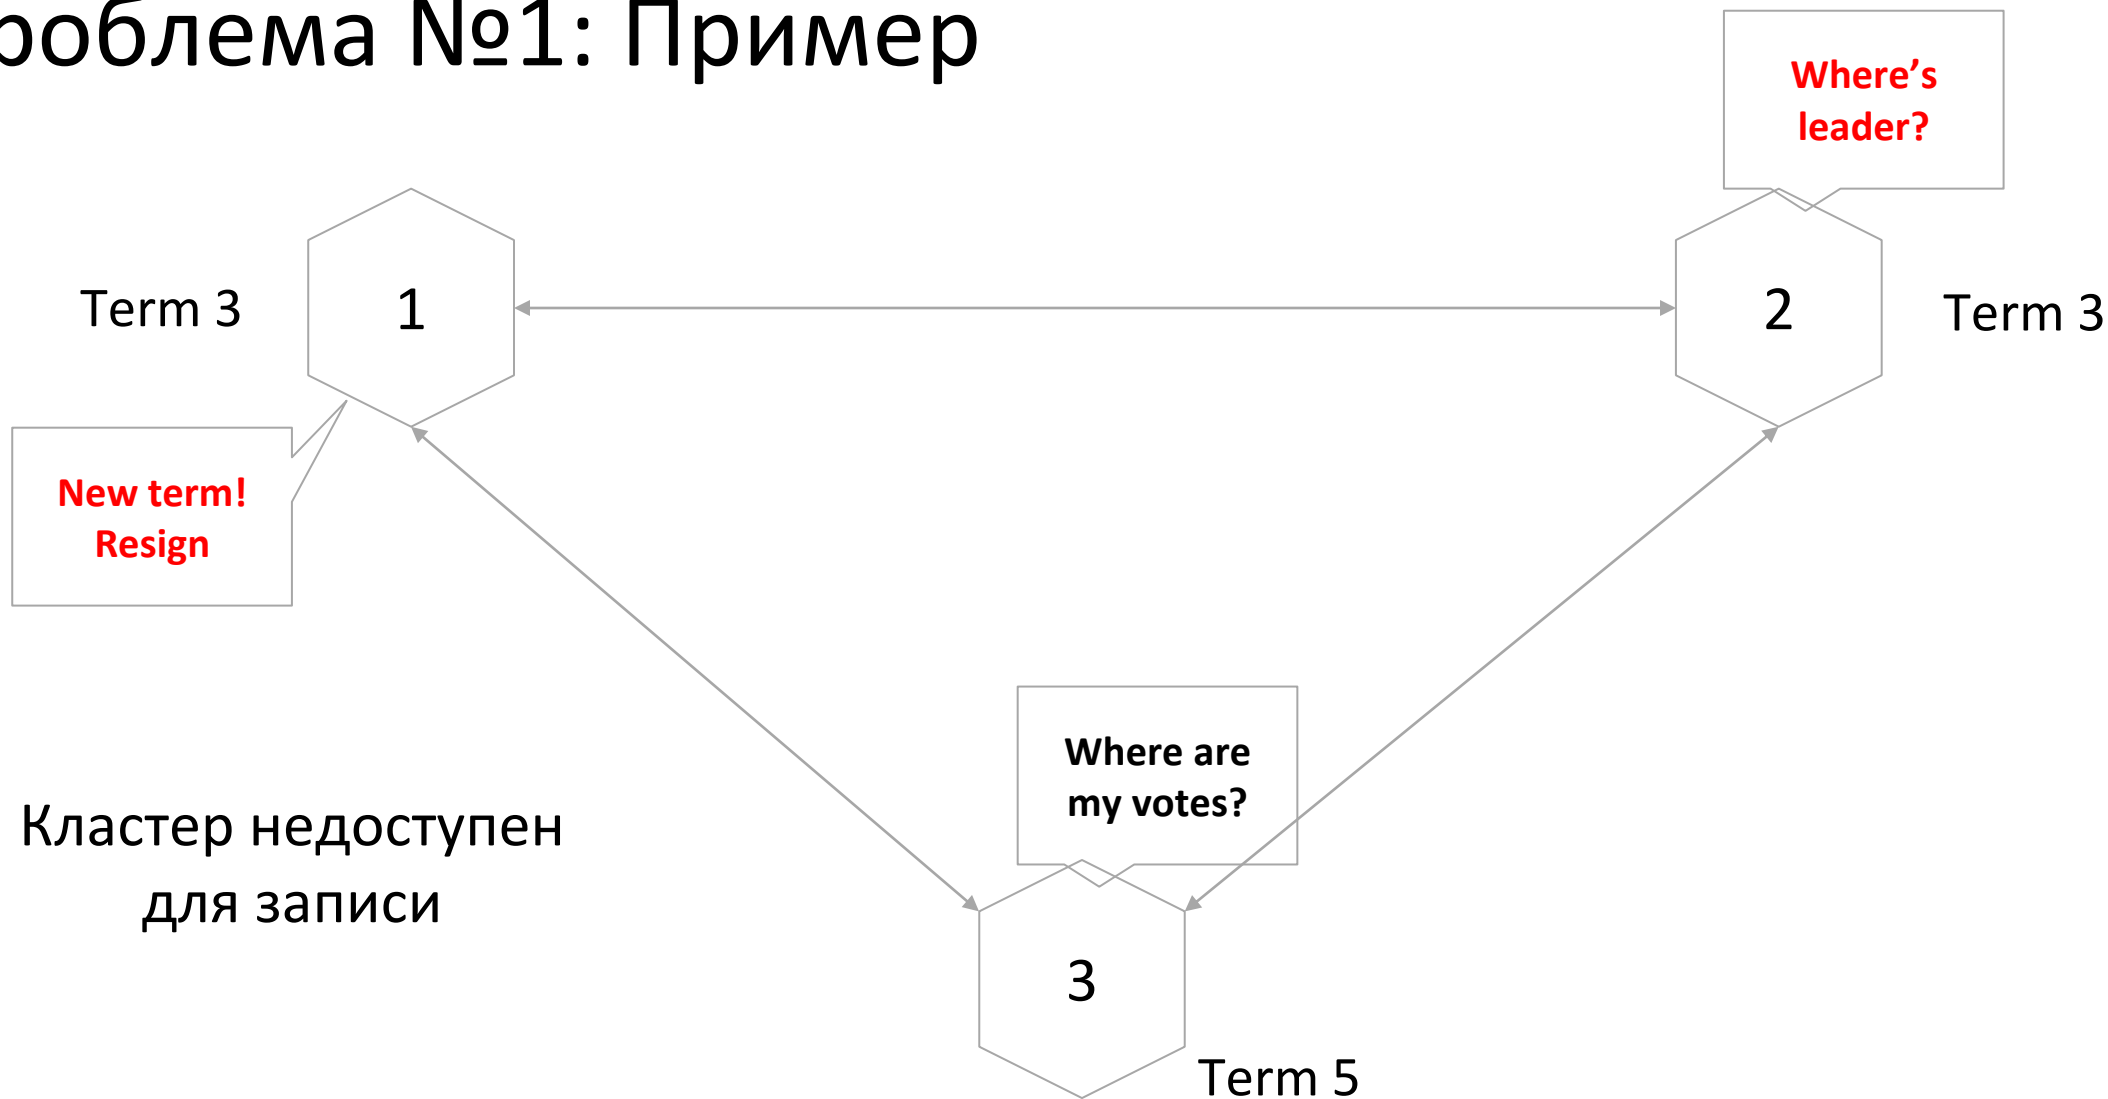 роблема №1: Пример
Where's
leader?
Term 3
1
2
Term 3
New term!
Resign
Where are
my votes?
Кластер недоступен
для записи
3
Term 5